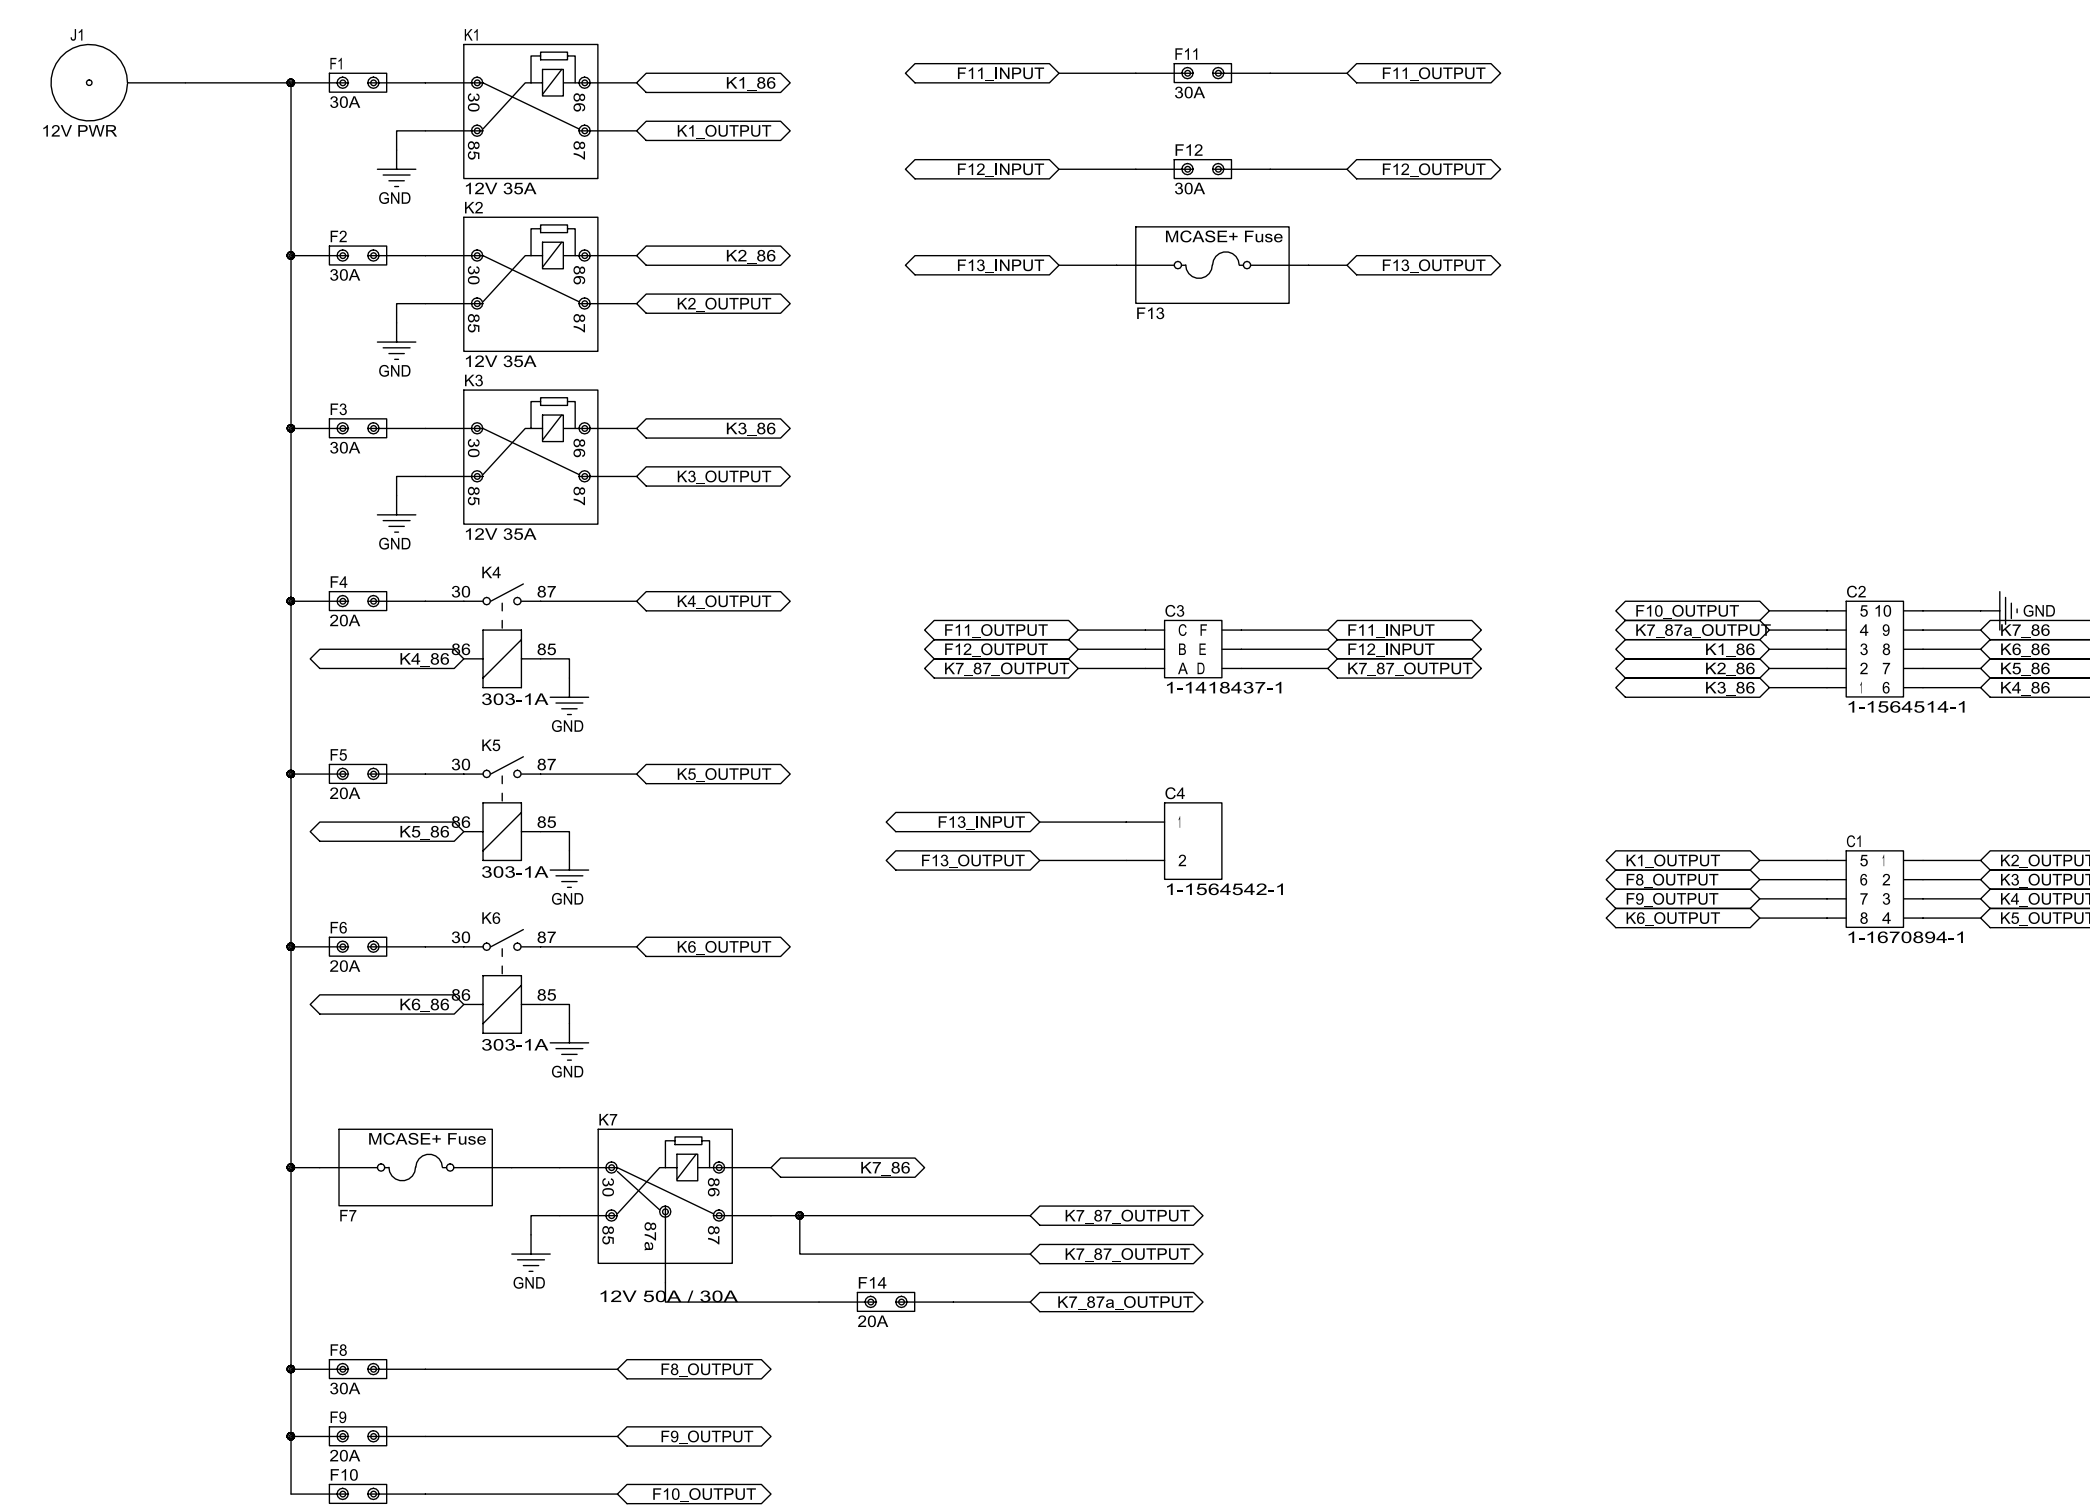 J1
12V PWR
F1
30A
K1
30
86
85
87
12V 35A
GND
K1_86
K1_OUTPUT
F2
30A
K2
30
86
85
87
12V 35A
GND
K2_86
K2_OUTPUT
F3
30A
K3
30
86
85
87
12V 35A
GND
K3_86
K3_OUTPUT
F4
20A
K4
30
87
K4_OUTPUT
K4_86
86
85
303-1A
GND
F5
20A
K5
30
87
K5_OUTPUT
K5_86
86
85
303-1A
GND
F6
20A
K6
30
87
K6_OUTPUT
K6_86
86
85
303-1A
GND
MCASE+ Fuse
F7
K7
30
86
85
87a
87
12V 50A / 30A
GND
K7_86
K7_87_OUTPUT
K7_87_OUTPUT
F14
20A
K7_87a_OUTPUT
F8
30A
F8_OUTPUT
F9
20A
F9_OUTPUT
F10
F10_OUTPUT
F11_INPUT
F11
30A
F11_OUTPUT
F12_INPUT
F12
30A
F12_OUTPUT
F13_INPUT
MCASE+ Fuse
F13
F13_OUTPUT
C3
F11_OUTPUT C F F11_INPUT
F12_OUTPUT B E F12_INPUT
K7_87_OUTPUT A D K7_87_OUTPUT
1-1418437-1
C4
F13_INPUT 1
F13_OUTPUT 2
1-1564542-1
C2
F10_OUTPUT 5 10 GND
K7_87a_OUTPUT 4 9 K7_86
K1_86 3 8 K6_86
K2_86 2 7 K5_86
K3_86 1 6 K4_86
1-1564514-1
C1
K1_OUTPUT 5 1 K2_OUTPUT
F8_OUTPUT 6 2 K3_OUTPUT
F9_OUTPUT 7 3 K4_OUTPUT
K6_OUTPUT 8 4 K5_OUTPUT
1-1670894-1